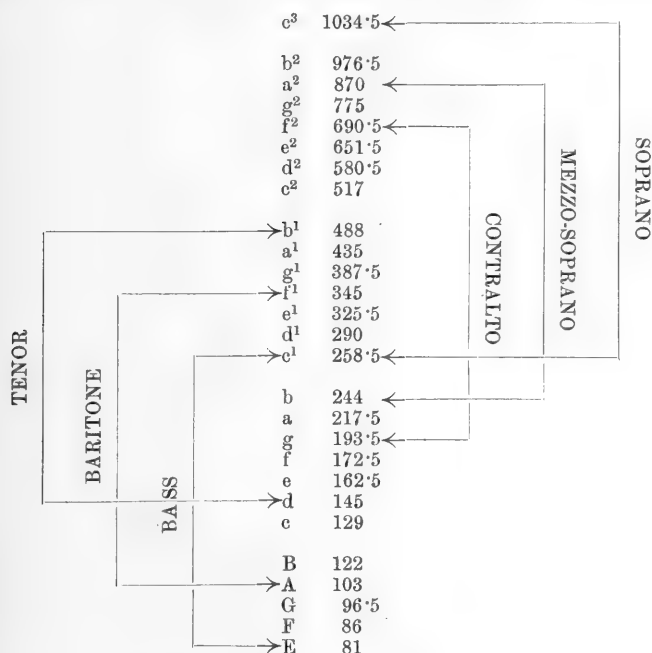 c³ 1034·5
b² 976·5
a² 870
g² 775
f² 690·5
e² 651·5
d² 580·5
c² 517
b¹ 488
a¹ 435
g¹ 387·5
f¹ 345
e¹ 325·5
d¹ 290
c¹ 258·5
b 244
a 217·5
g 193·5
f 172·5
e 162·5
d 145
c 129
B 122
A 103
G 96·5
F 86
E 81
TENOR
BARITONE
BASS
CONTRALTO
MEZZO-SOPRANO
SOPRANO